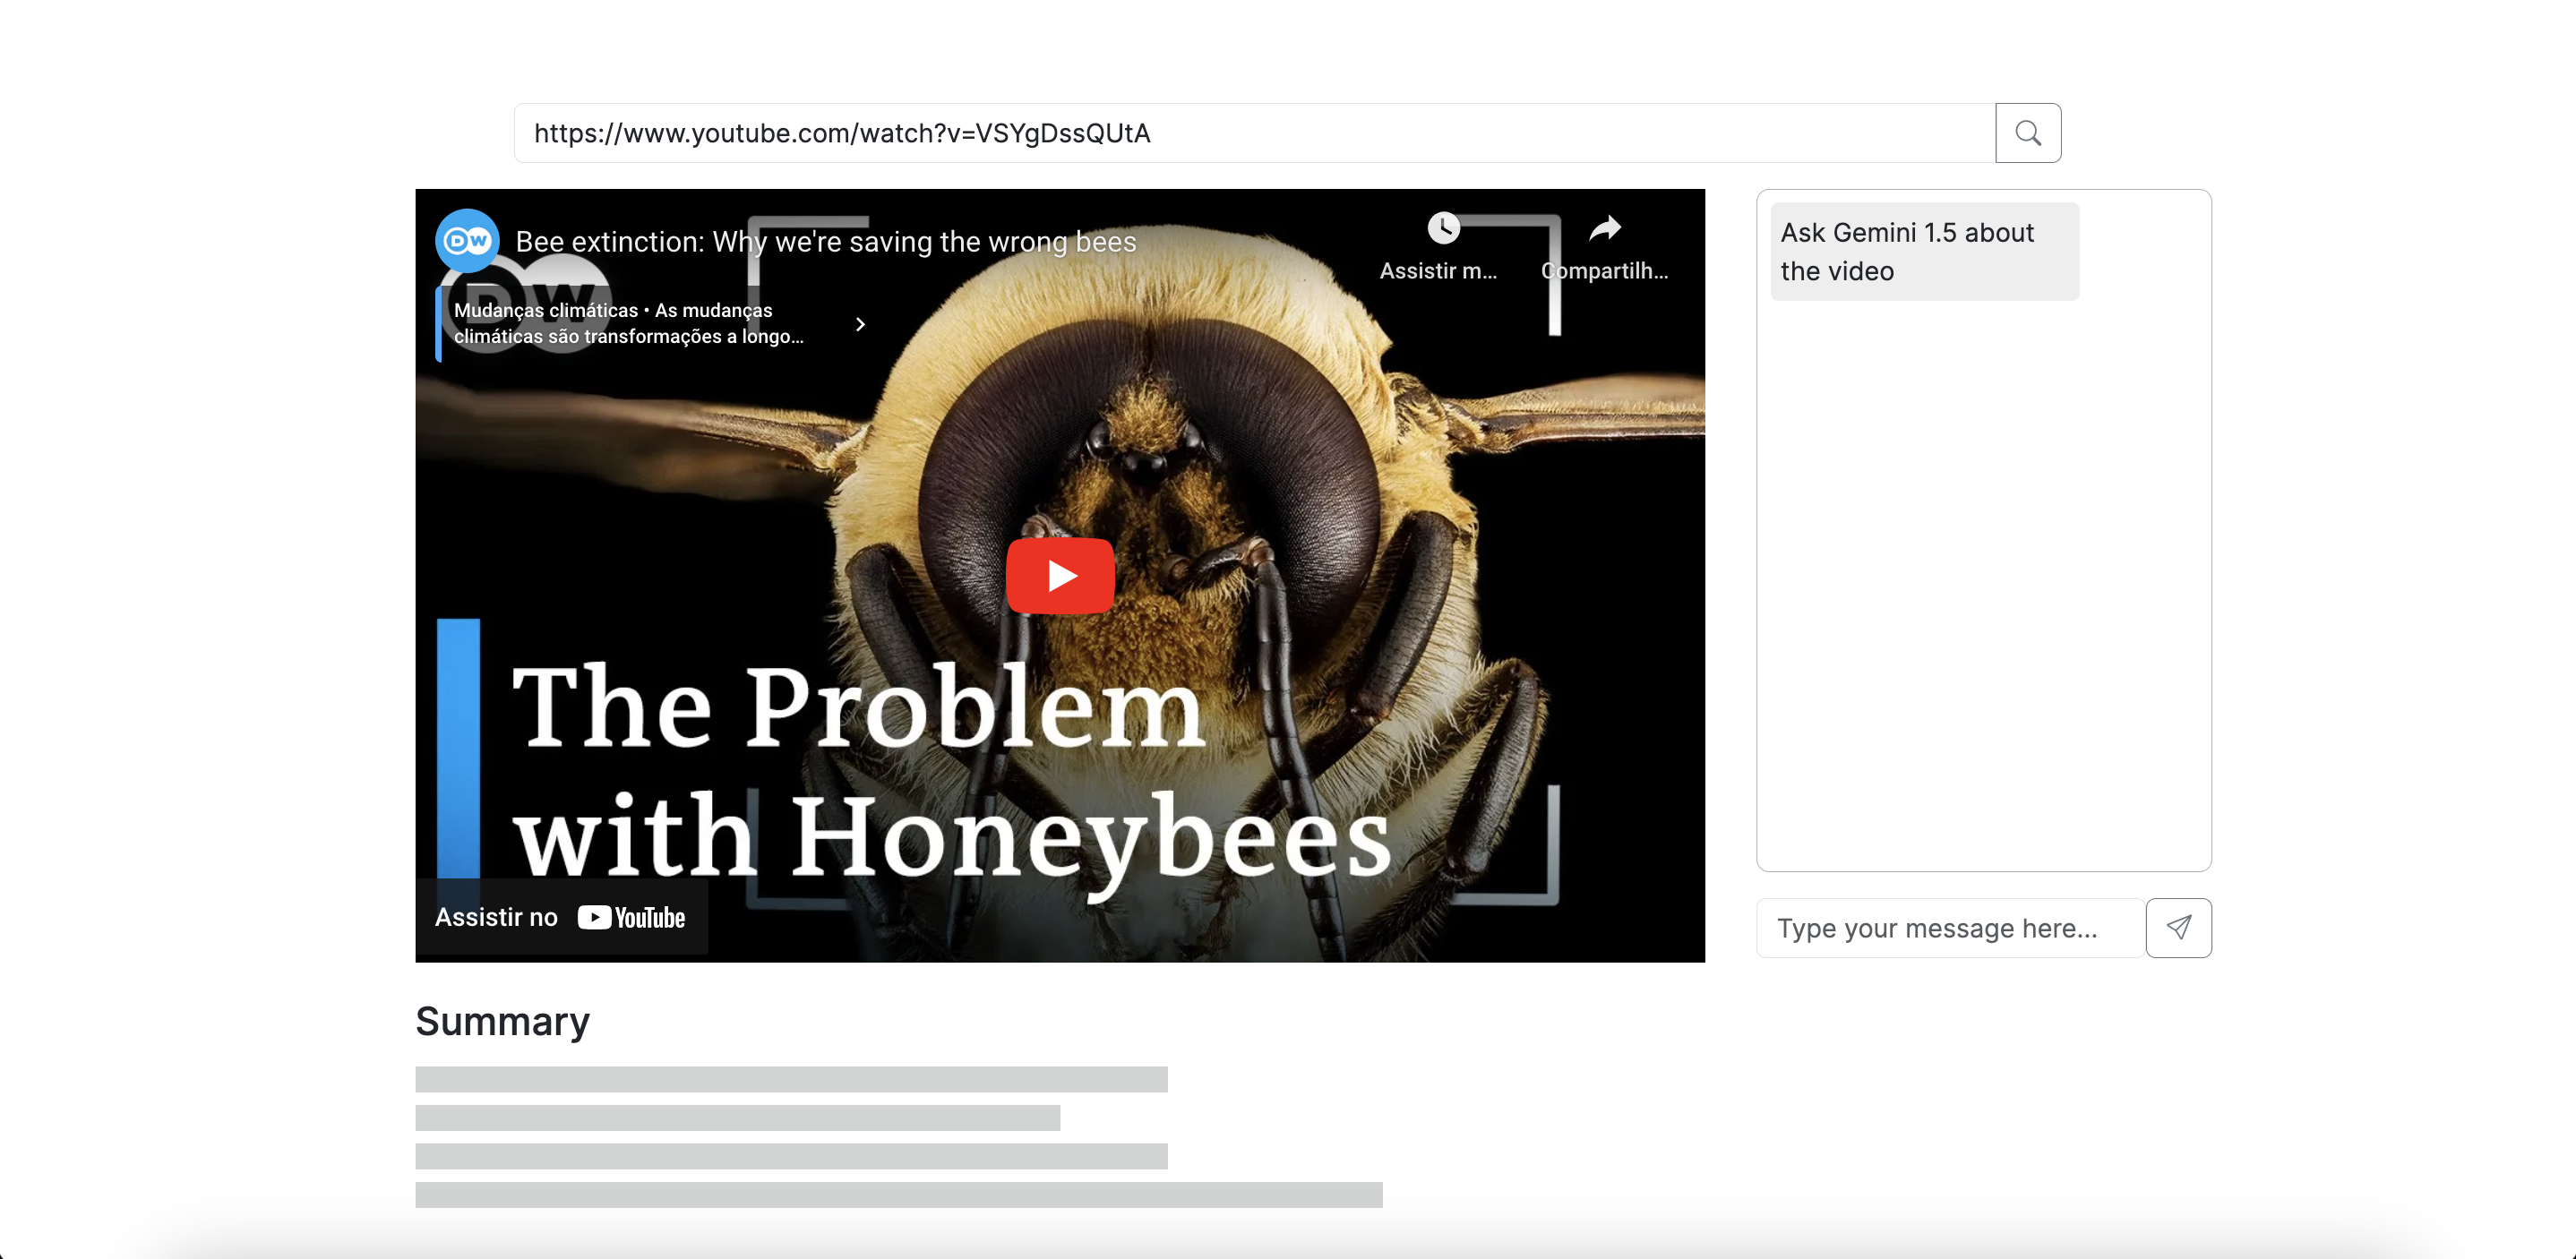 https://www.youtube.com/watch?v=VSYgDssQUtA
DW
Bee extinction: Why we're saving the wrong bees
Assistir m...
Compartilh...
DW
Mudanças climáticas • As mudanças
climáticas são transformações a longo...
The Problem
with Honeybees
Assistir no YouTube
Ask Gemini 1.5 about
the video
Type your message here...
Summary